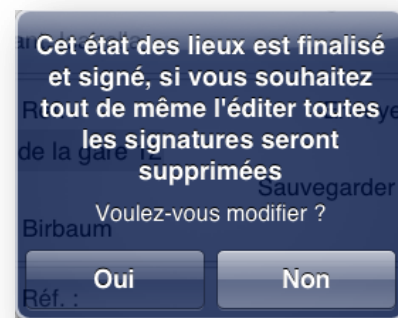 Cet état des lieux est finalisé
et signé, si vous souhaitez
tout de même l'éditer toutes
les signatures seront
supprimées
de la gare 12
Sauvegarder
Voulez-vous modifier ?
Birbaum
Oui
Non
Réf. :